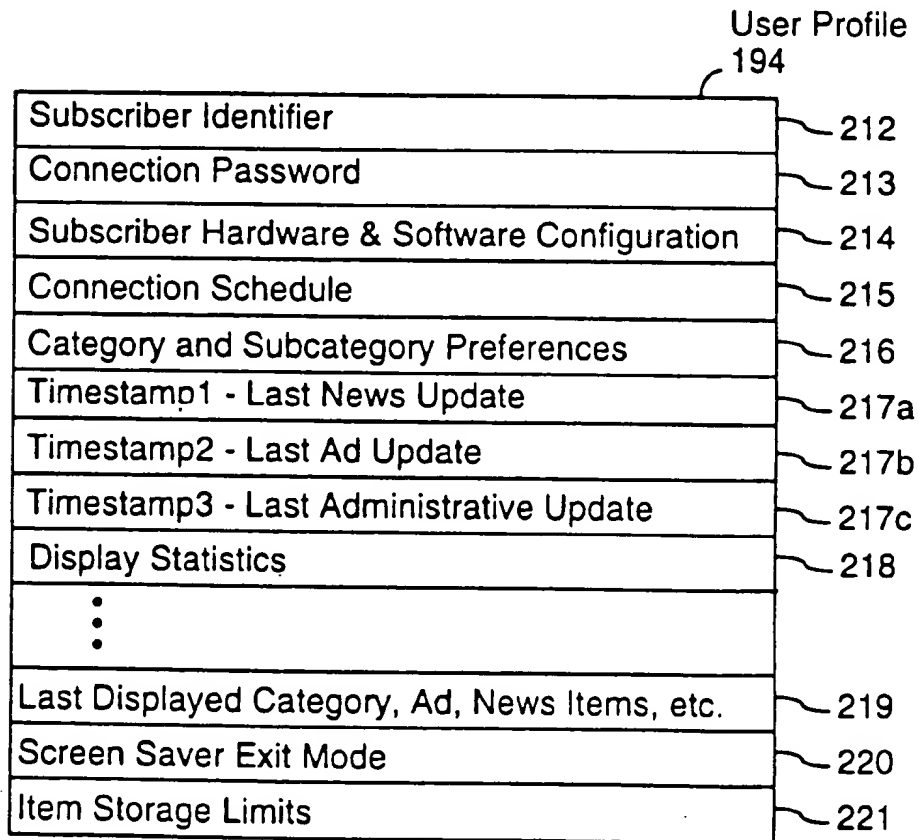 User Profile
194
Subscriber Identifier 212
Connection Password 213
Subscriber Hardware & Software Configuration 214
Connection Schedule 215
Category and Subcategory Preferences 216
Timestamp1 - Last News Update 217a
Timestamp2 - Last Ad Update 217b
Timestamp3 - Last Administrative Update 217c
Display Statistics 218
Last Displayed Category, Ad, News Items, etc. 219
Screen Saver Exit Mode 220
Item Storage Limits 221